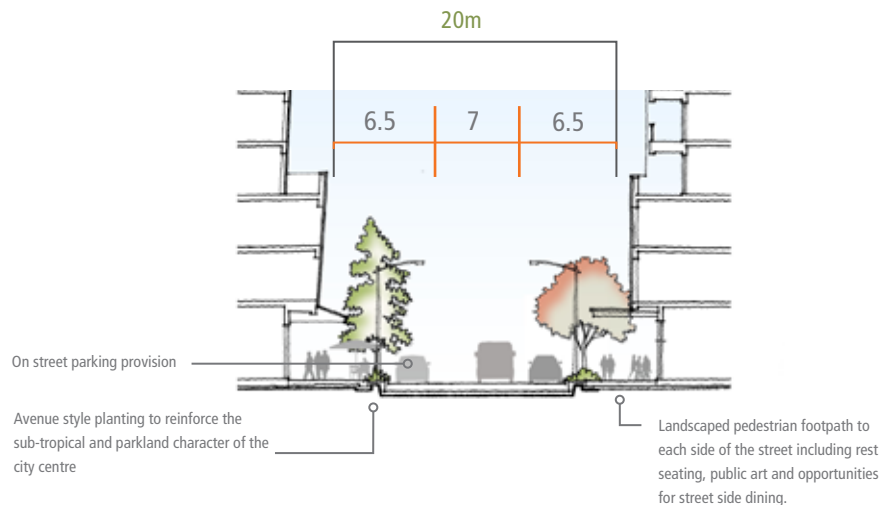 20m
6.5 7 6.5
On street parking provision
Avenue style planting to reinforce the
sub-tropical and parkland character of the
city centre
Landscaped pedestrian footpath to
each side of the street including rest
seating, public art and opportunities
for street side dining.